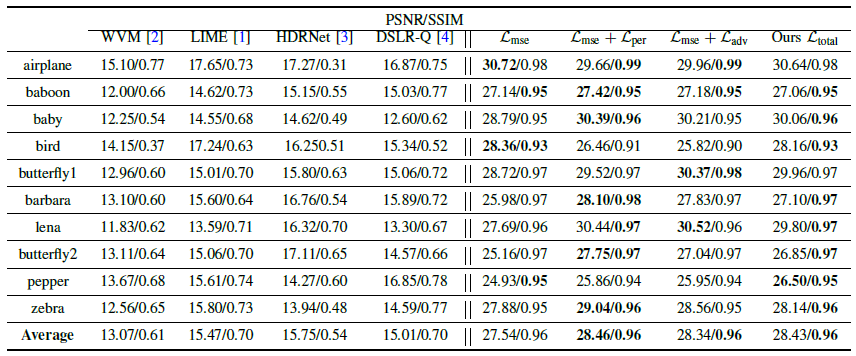 PSNR/SSIM
WVM [2] LIME [1] HDRNet [3] DSLR-Q [4] ℒmse ℒmse + ℒper ℒmse + ℒadv Ours ℒtotal
airplane 15.10/0.77 17.65/0.73 17.27/0.31 16.87/0.75 30.72/0.98 29.66/0.99 29.96/0.99 30.64/0.98
baboon 12.00/0.66 14.62/0.73 15.15/0.55 15.03/0.77 27.14/0.95 27.42/0.95 27.18/0.95 27.06/0.95
baby 12.25/0.54 14.55/0.68 14.62/0.49 12.60/0.62 28.79/0.95 30.39/0.96 30.21/0.95 30.06/0.96
bird 14.15/0.37 17.24/0.63 16.250.51 15.34/0.52 28.36/0.93 26.46/0.91 25.82/0.90 28.16/0.93
butterfly1 12.96/0.60 15.01/0.70 15.80/0.63 15.06/0.72 28.72/0.97 29.52/0.97 30.37/0.98 29.96/0.97
barbara 13.10/0.60 15.60/0.64 16.76/0.54 15.89/0.72 25.98/0.97 28.10/0.98 27.83/0.97 27.10/0.97
lena 11.83/0.62 13.59/0.71 16.32/0.70 13.30/0.67 27.69/0.96 30.44/0.97 30.52/0.96 29.80/0.97
butterfly2 13.11/0.64 15.06/0.70 17.11/0.65 14.57/0.66 25.16/0.97 27.75/0.97 27.04/0.97 26.85/0.97
pepper 13.67/0.68 15.61/0.74 14.27/0.60 16.85/0.78 24.93/0.95 25.86/0.94 25.95/0.94 26.50/0.95
zebra 12.56/0.65 15.80/0.73 13.94/0.48 14.59/0.77 27.88/0.95 29.04/0.96 28.56/0.95 28.14/0.96
Average 13.07/0.61 15.47/0.70 15.75/0.54 15.01/0.70 27.54/0.96 28.46/0.96 28.34/0.96 28.43/0.96